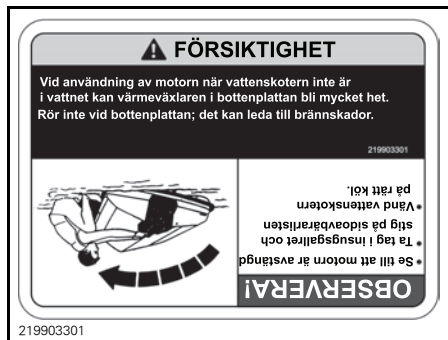 FÖRSIKTIGHET
Vid användning av motorn när vattenskotern inte är
i vattnet kan värmeväxlaren i bottenplattan bli mycket het.
Rör inte vid bottenplattan; det kan leda till brännskador.
219903301
OBSERVERA!
• Se till att motorn är avstängd
• Ta tag i insugsgallret och
stig på sidoavbärarlisten
• Vänd vattenskotern
på rätt köl.
219903301